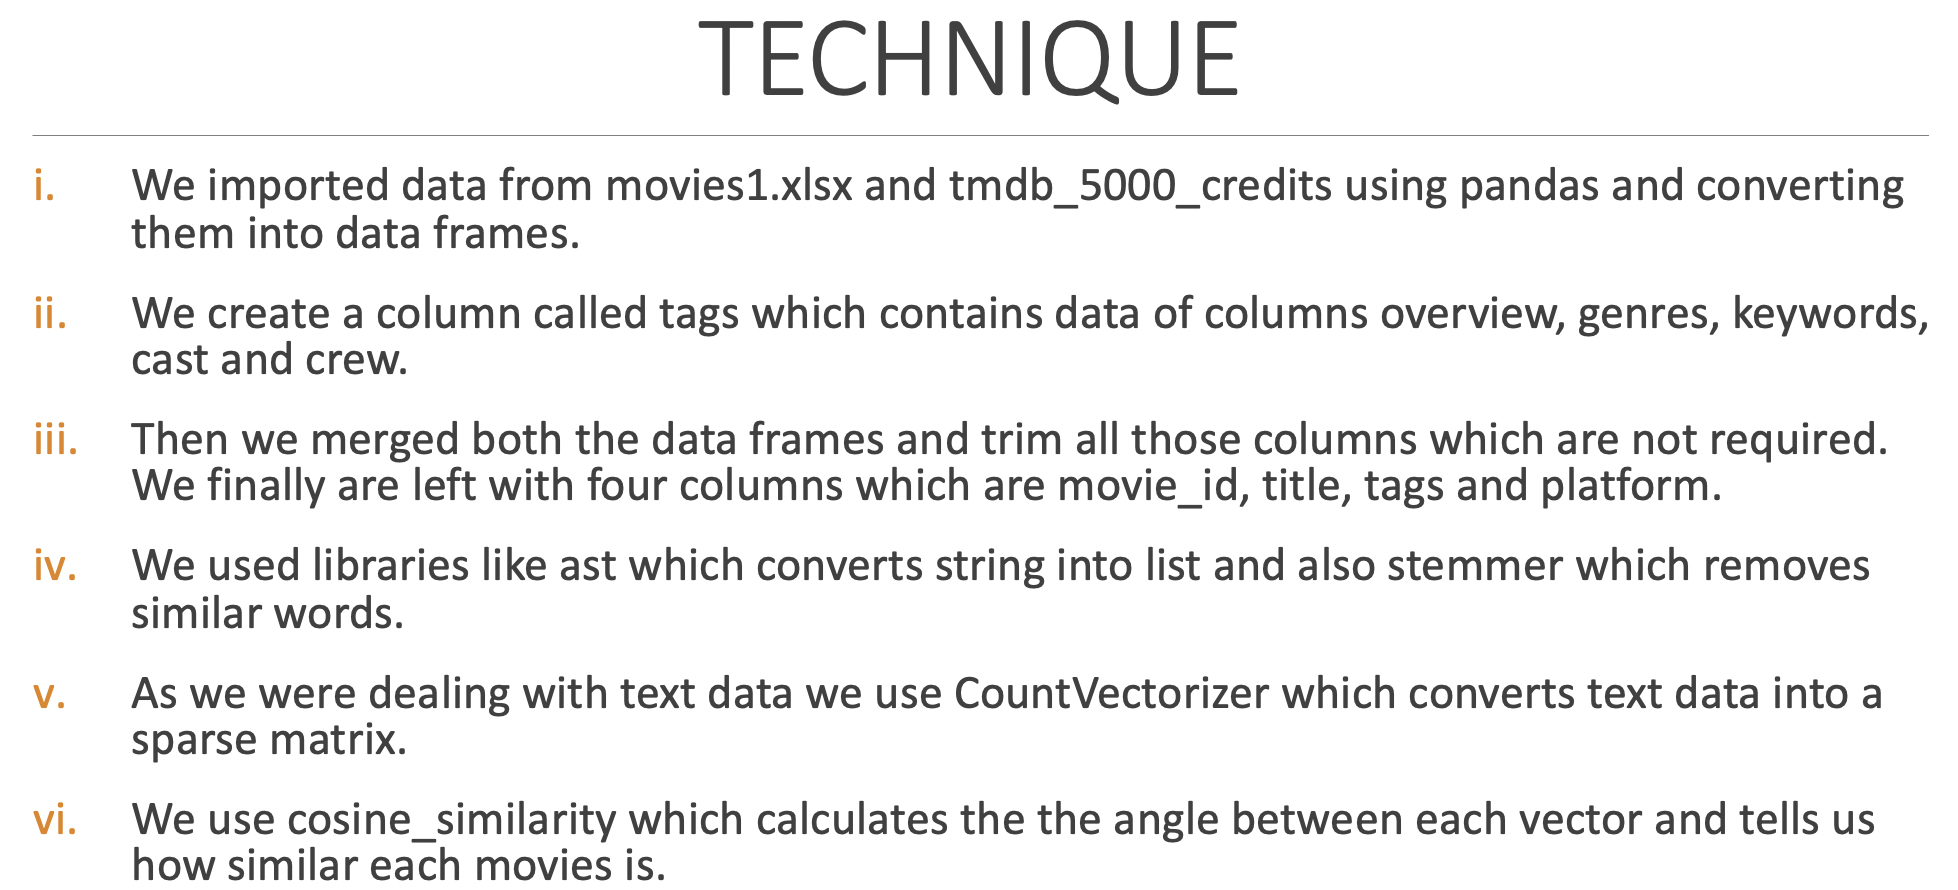 TECHNIQUE
i. We imported data from movies1.xlsx and tmdb_5000_credits using pandas and converting
them into data frames.
ii. We create a column called tags which contains data of columns overview, genres, keywords,
cast and crew.
iii. Then we merged both the data frames and trim all those columns which are not required.
We finally are left with four columns which are movie_id, title, tags and platform.
iv. We used libraries like ast which converts string into list and also stemmer which removes
similar words.
v. As we were dealing with text data we use CountVectorizer which converts text data into a
sparse matrix.
vi. We use cosine_similarity which calculates the the angle between each vector and tells us
how similar each movies is.